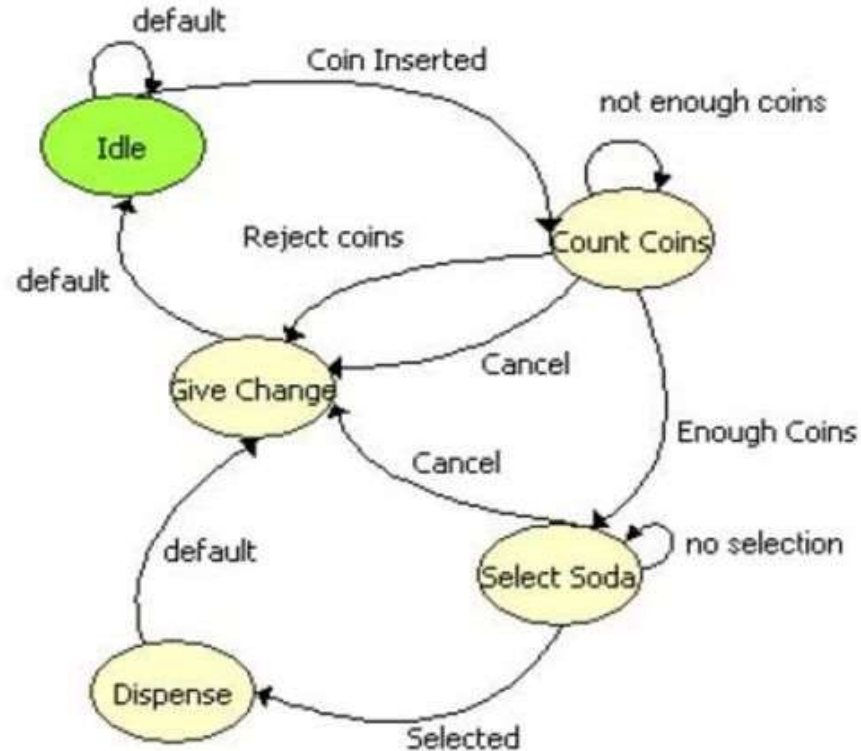 default
Coin Inserted
not enough coins
Idle
Count Coins
Reject coins
default
Cancel
Give Change
Enough Coins
Cancel
default
no selection
Select Soda
Dispense
Selected